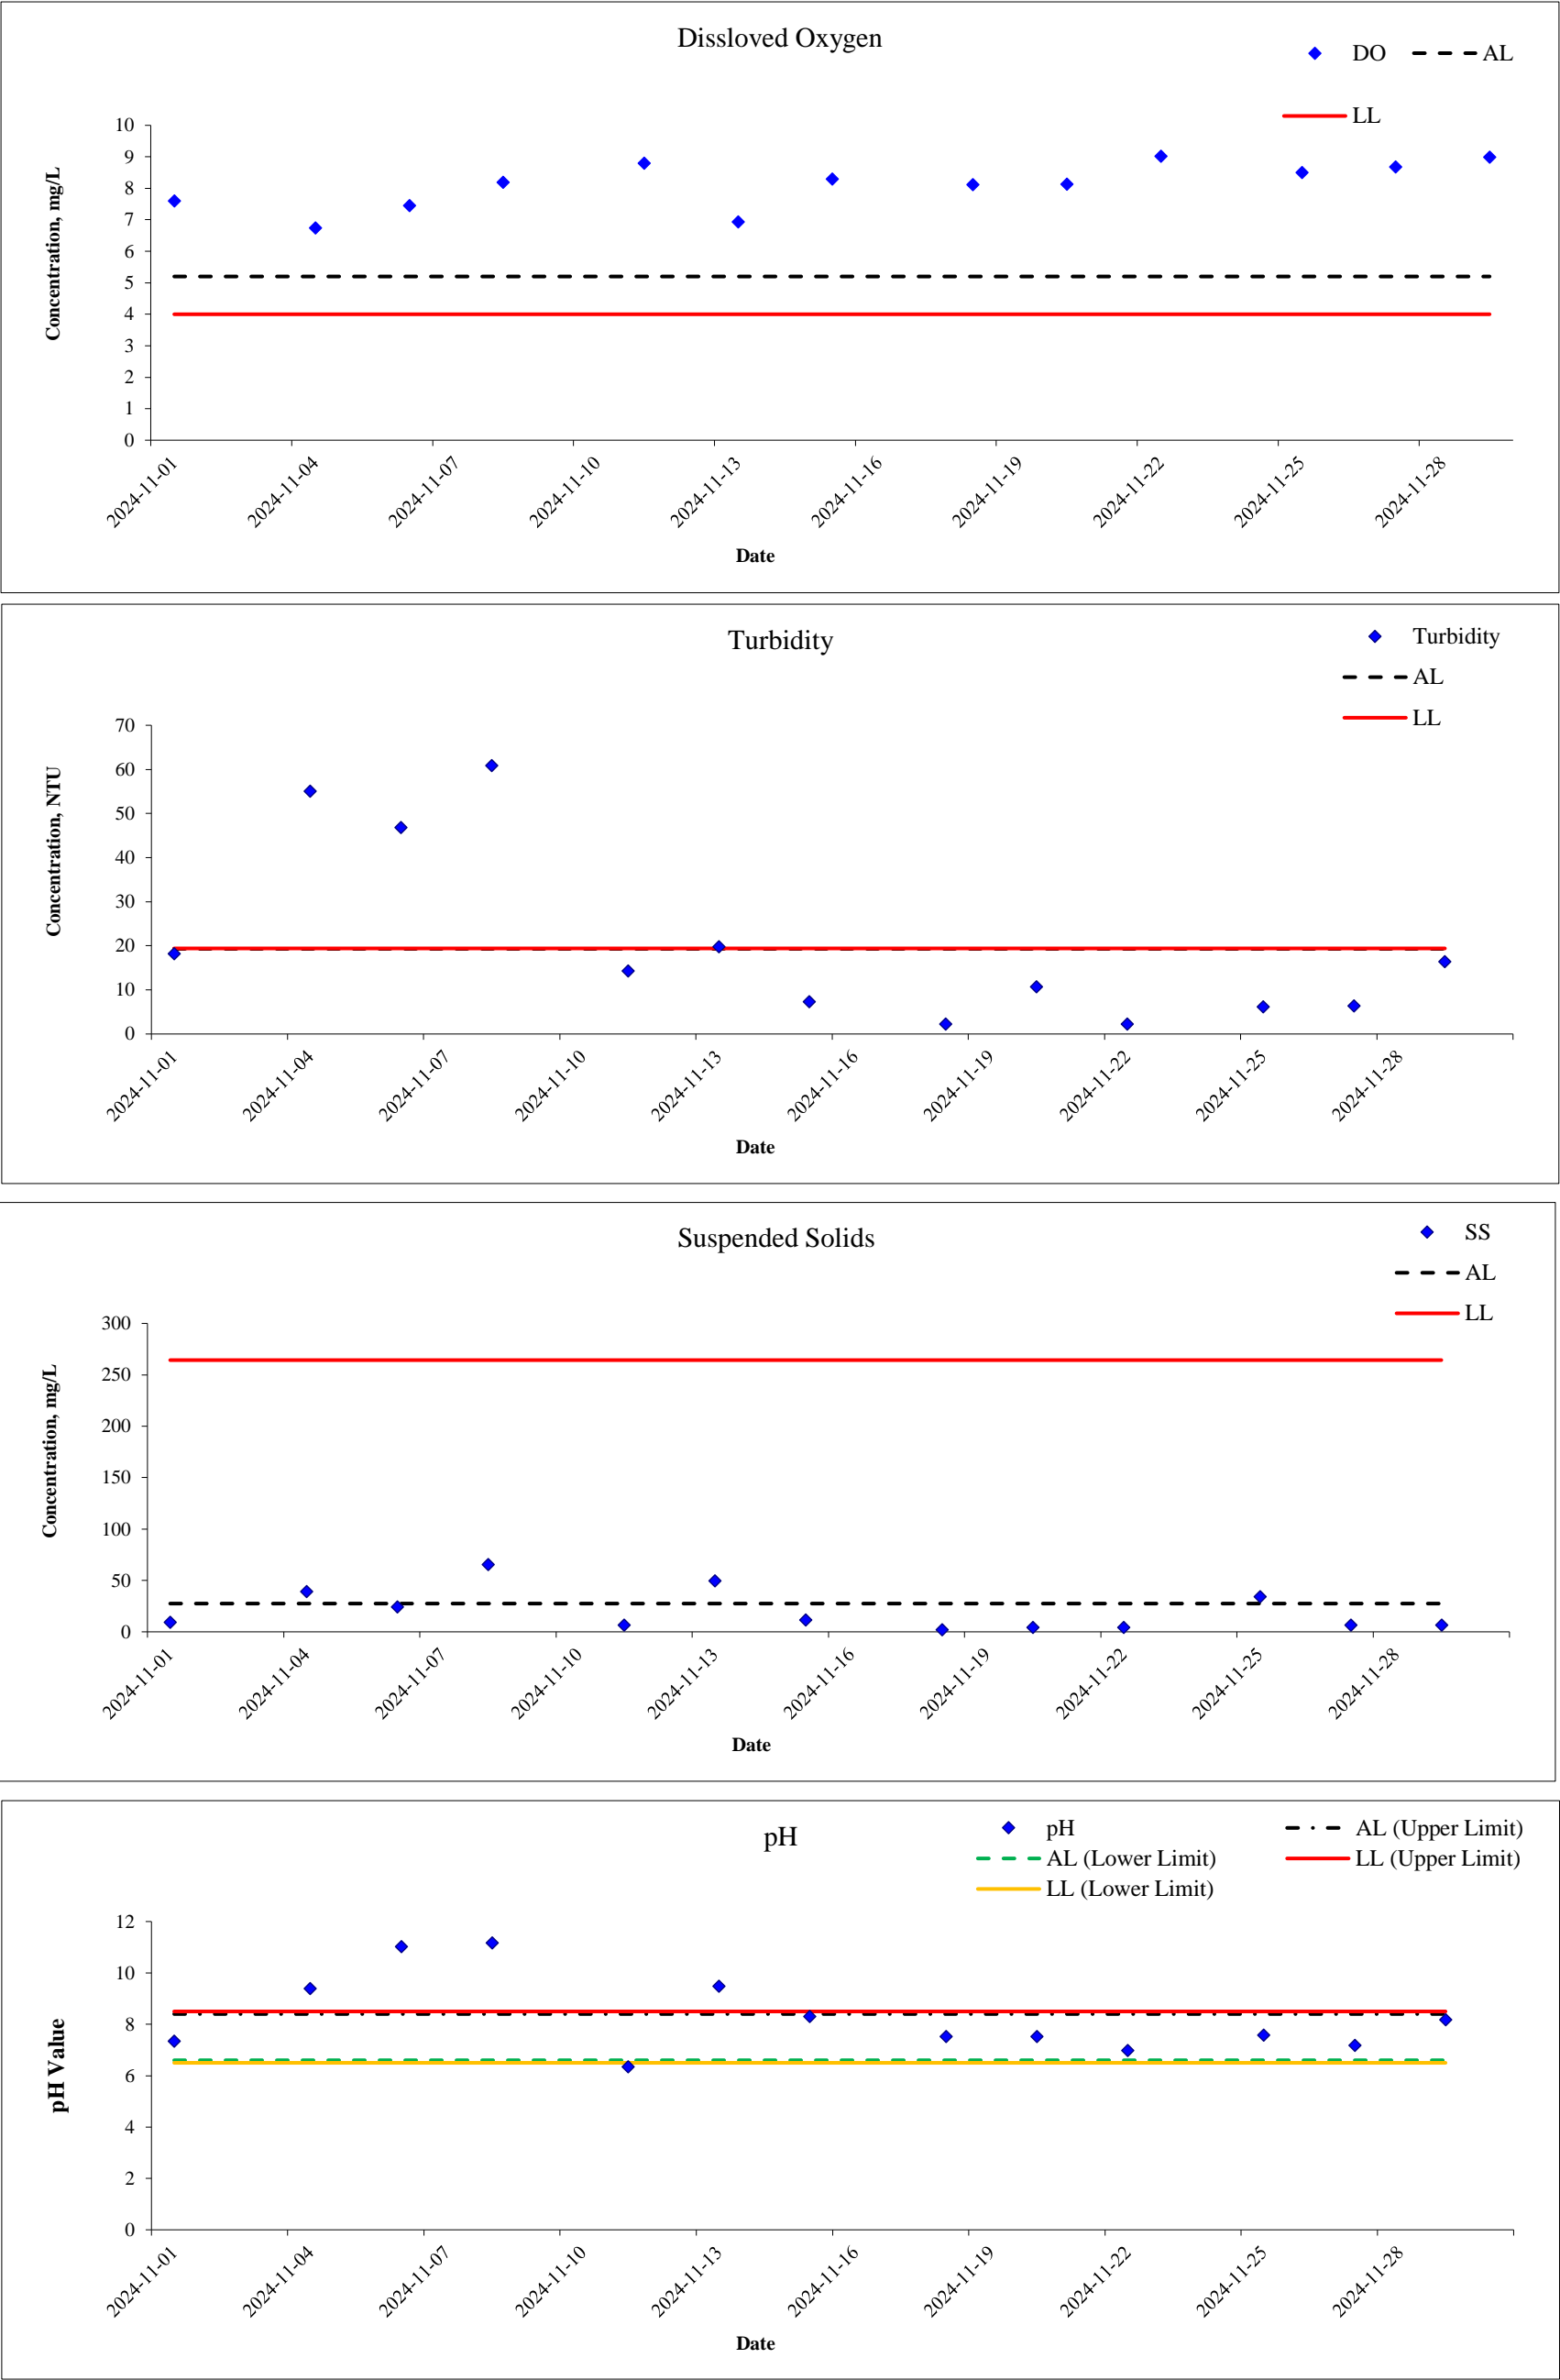 Dissloved Oxygen
DO
AL
LL
Concentration, mg/L
10
9
8
7
6
5
4
3
2
1
0
2024-11-01
2024-11-04
2024-11-07
2024-11-10
2024-11-13
2024-11-16
2024-11-19
2024-11-22
2024-11-25
2024-11-28
Date
Turbidity
Turbidity
AL
LL
Concentration, NTU
70
60
50
40
30
20
10
0
2024-11-01
2024-11-04
2024-11-07
2024-11-10
2024-11-13
2024-11-16
2024-11-19
2024-11-22
2024-11-25
2024-11-28
Date
Suspended Solids
SS
AL
LL
Concentration, mg/L
300
250
200
150
100
50
0
2024-11-01
2024-11-04
2024-11-07
2024-11-10
2024-11-13
2024-11-16
2024-11-19
2024-11-22
2024-11-25
2024-11-28
Date
pH
pH
AL (Upper Limit)
AL (Lower Limit)
LL (Upper Limit)
LL (Lower Limit)
pH Value
12
10
8
6
4
2
0
2024-11-01
2024-11-04
2024-11-07
2024-11-10
2024-11-13
2024-11-16
2024-11-19
2024-11-22
2024-11-25
2024-11-28
Date